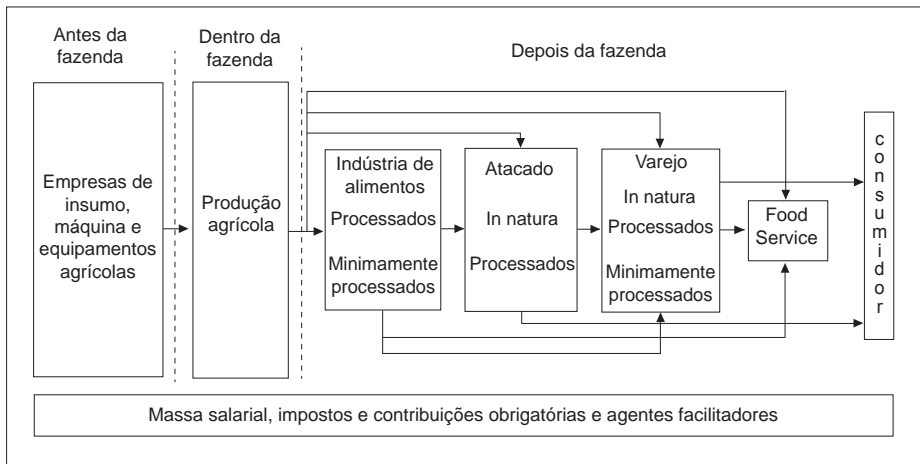 Antes da
fazenda
Dentro da
fazenda
Depois da fazenda
Empresas de
insumo,
máquina e
equipamentos
agrícolas
Produção
agrícola
Indústria de
alimentos
Processados
Minimamente
processados
Atacado
In natura
Processados
Varejo
In natura
Processados
Minimamente
processados
Food
Service
consumidor
Massa salarial, impostos e contribuições obrigatórias e agentes facilitadores